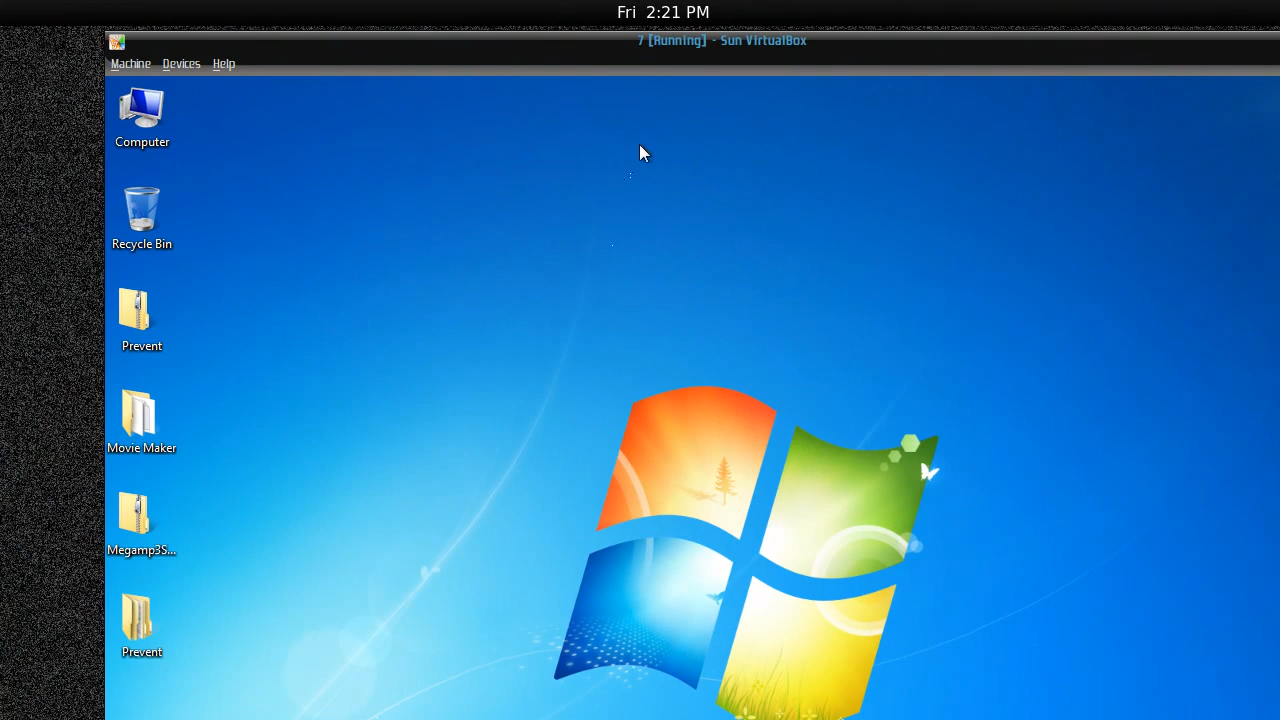 Fri 2:21 PM
7 [Running] - Sun VirtualBox
Machine Devices Help
Computer
Recycle Bin
Prevent
Movie Maker
Megamp3S...
Prevent